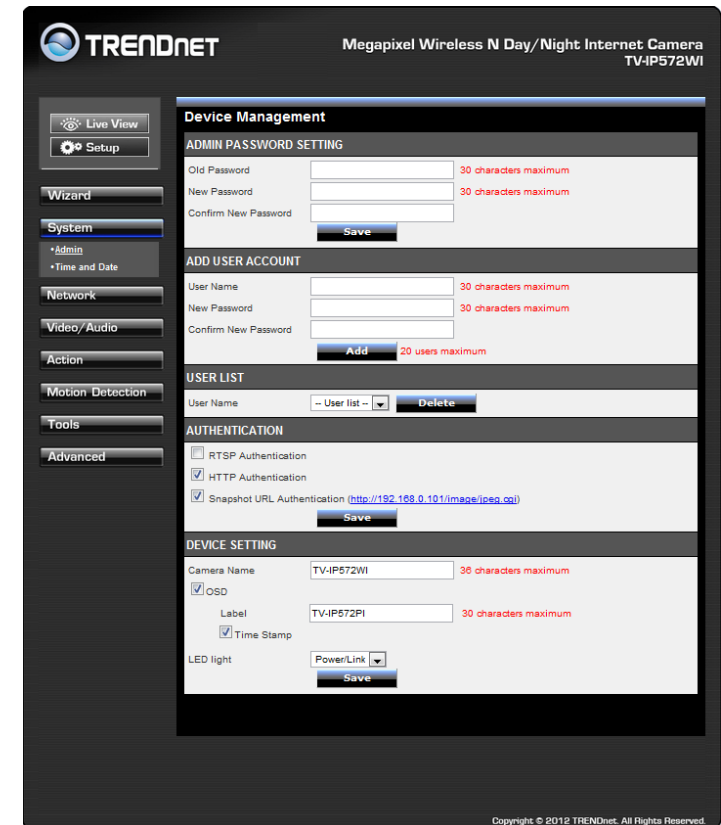 TRENDNET
Megapixel Wireless N Day/Night Internet Camera
TV-IP572WI
Live View
Setup
Wizard
System
•Admin
•Time and Date
Network
Video/Audio
Action
Motion Detection
Tools
Advanced
Device Management
ADMIN PASSWORD SETTING
Old Password 30 characters maximum
New Password 30 characters maximum
Confirm New Password
Save
ADD USER ACCOUNT
User Name 30 characters maximum
New Password 30 characters maximum
Confirm New Password
Add 20 users maximum
USER LIST
User Name -- User list -- Delete
AUTHENTICATION
RTSP Authentication
HTTP Authentication
Snapshot URL Authentication (http://192.168.0.101/image/jpeg.cgi)
Save
DEVICE SETTING
Camera Name TV-IP572WI 36 characters maximum
OSD
Label TV-IP572PI 30 characters maximum
Time Stamp
LED light Power/Link
Save
Copyright © 2012 TRENDnet. All Rights Reserved.